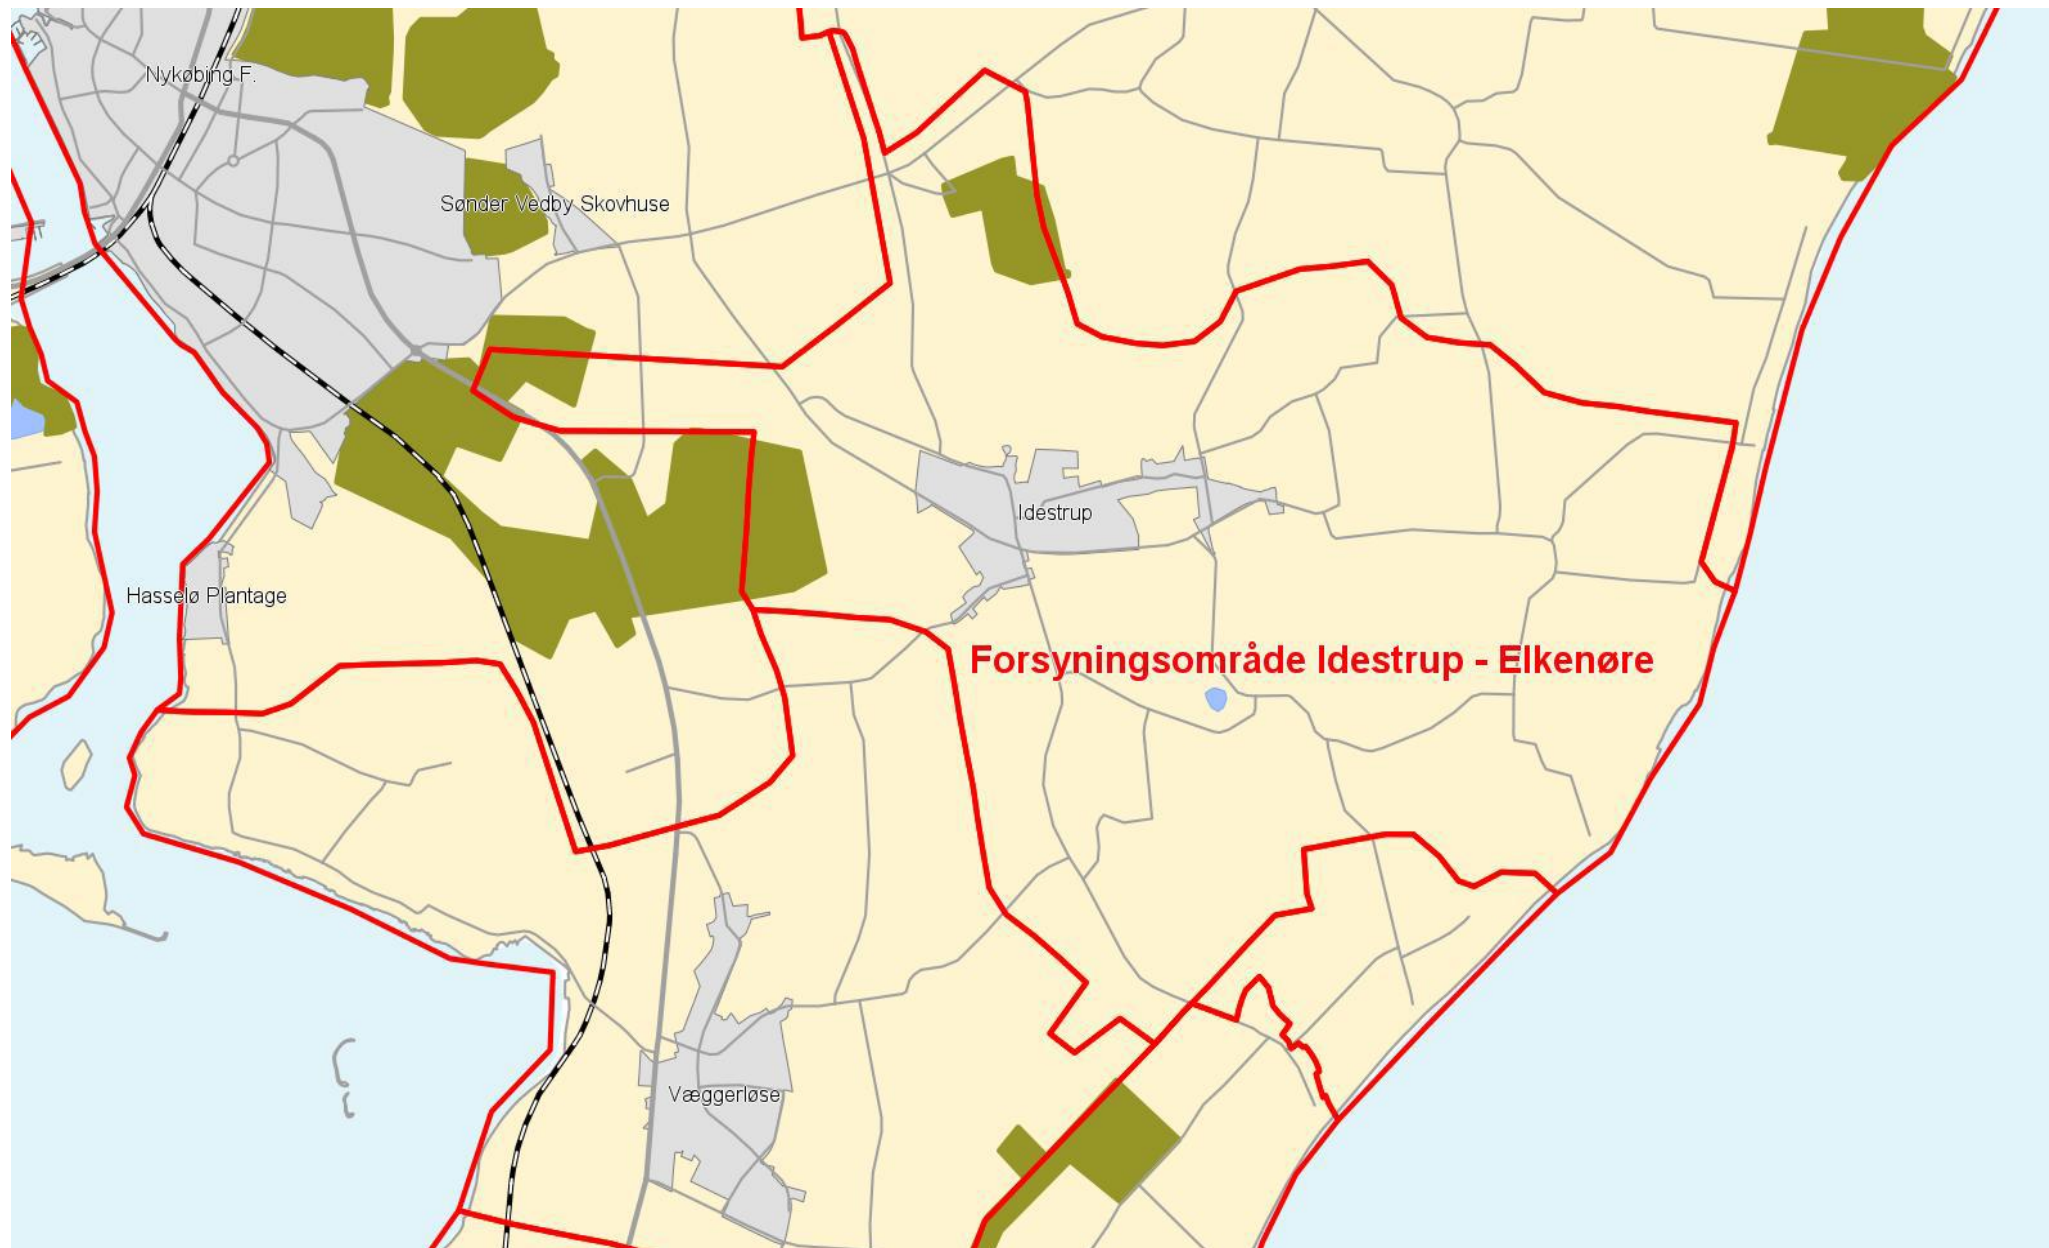 Nykøbing F.
Sønder Vedby Skovhuse
Idestrup
Hasselø Plantage
Forsyningsområde Idestrup - Elkenøre
Væggerløse